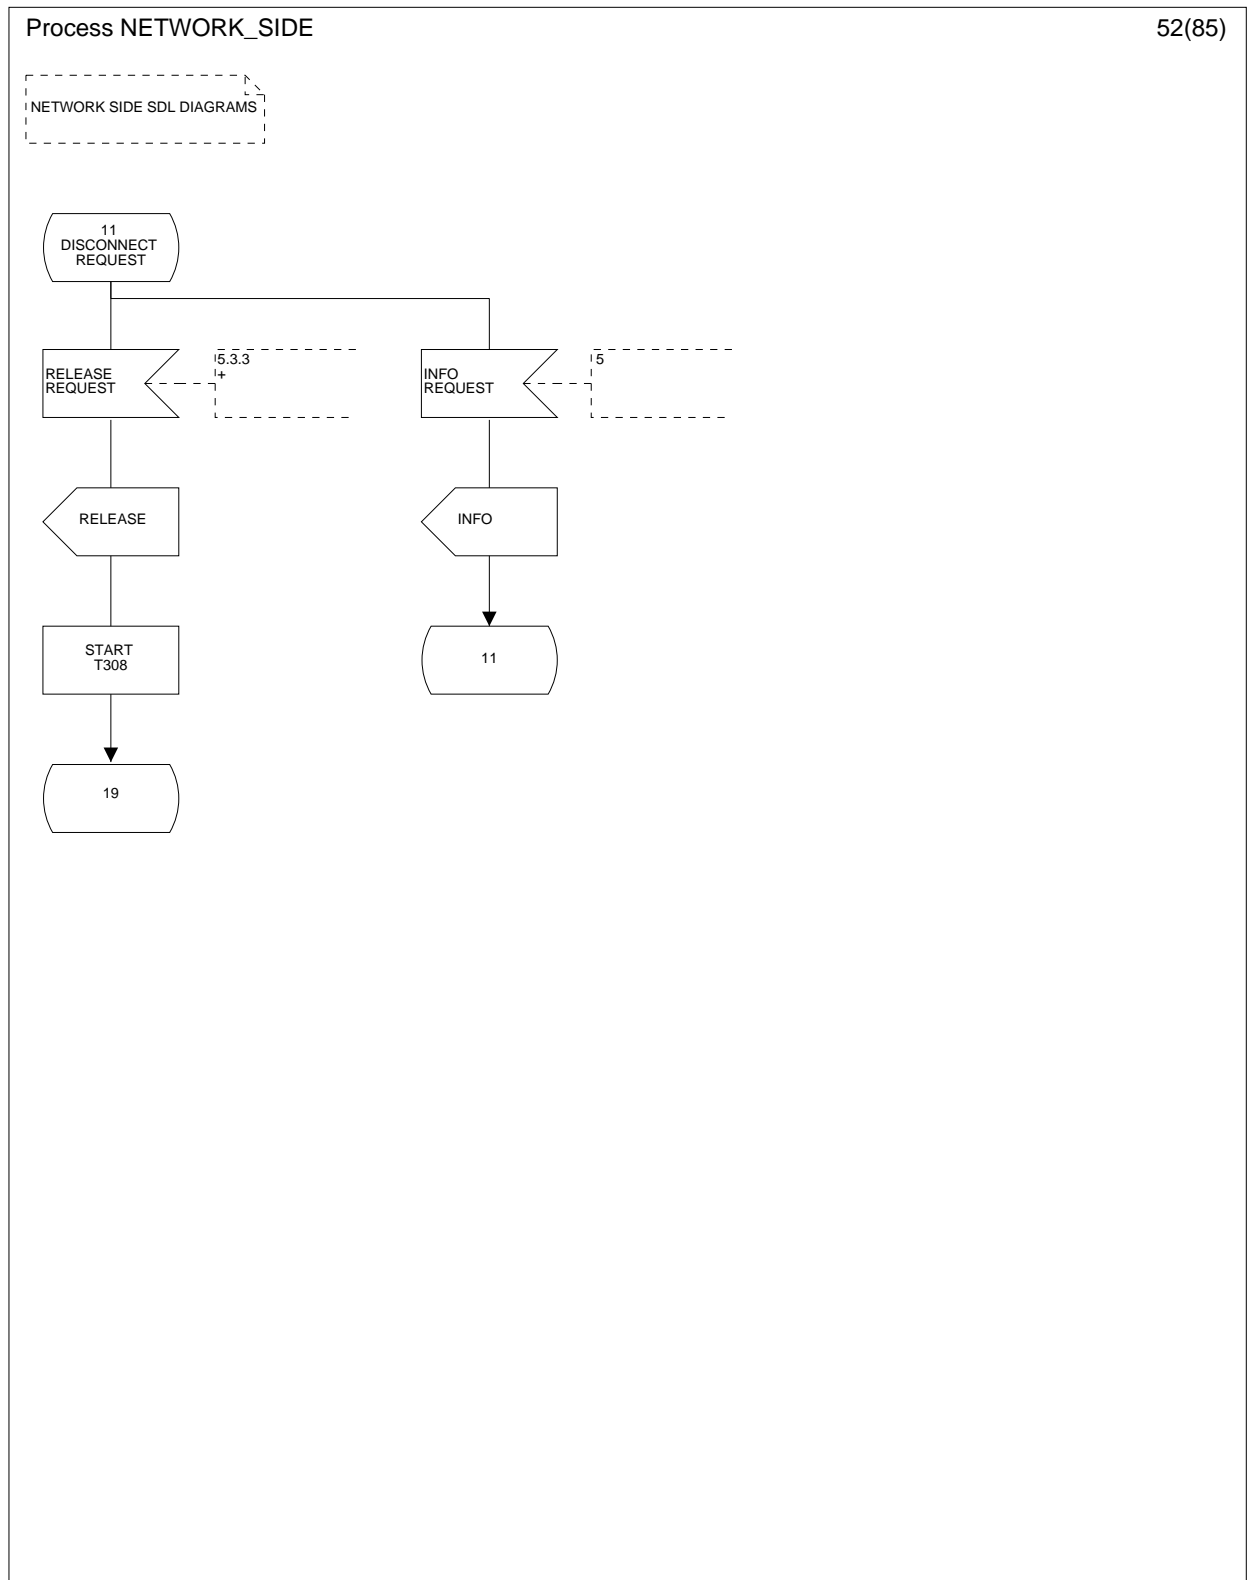 Process NETWORK_SIDE
52(85)
NETWORK SIDE SDL DIAGRAMS
11
DISCONNECT
REQUEST
RELEASE
REQUEST
5.3.3
+
INFO
REQUEST
5
RELEASE
INFO
START
T308
11
19